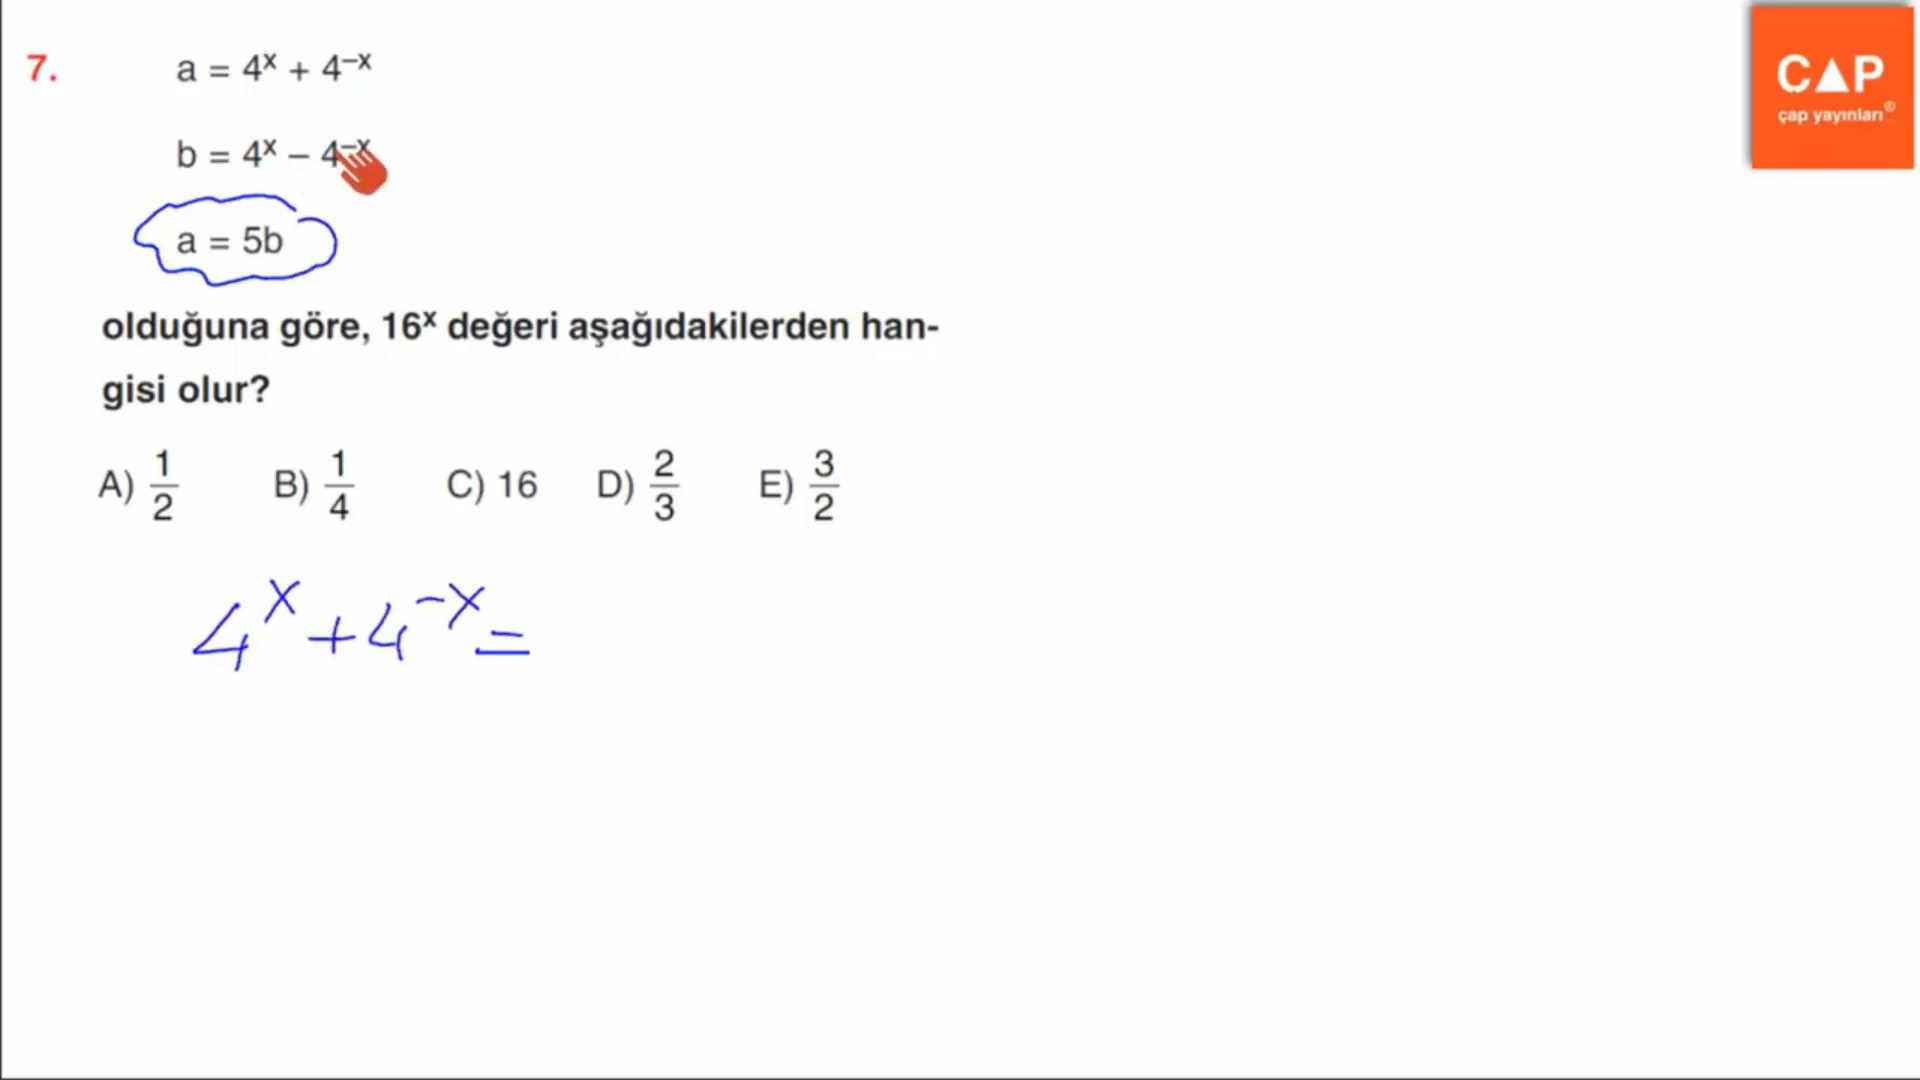 7. a = 4ˣ + 4⁻ˣ
b = 4ˣ – 4⁻ˣ
a = 5b
olduğuna göre, 16ˣ değeri aşağıdakilerden han-
gisi olur?
A) 1/2 B) 1/4 C) 16 D) 2/3 E) 3/2
4ˣ + 4⁻ˣ =
ÇAP
çap yayınları®